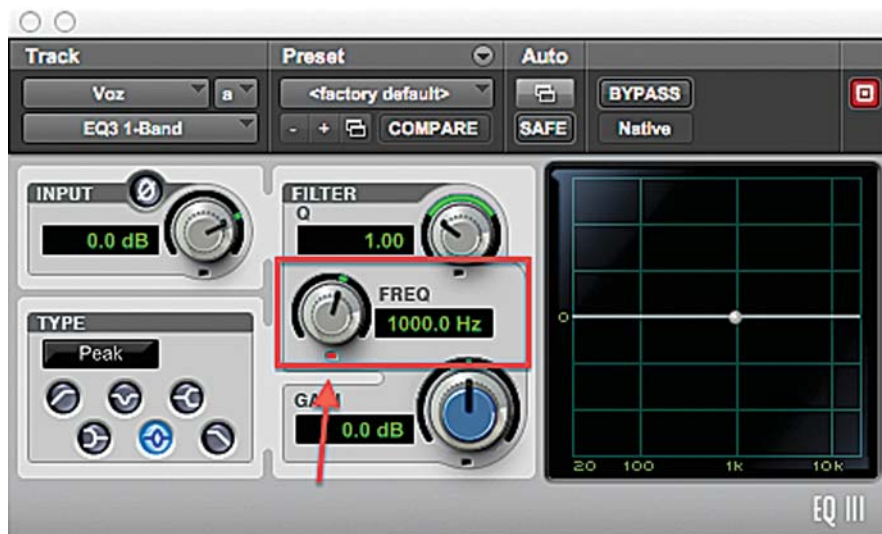 Track
Preset
Auto
Voz
a
<factory default>
BYPASS
EQ3 1-Band
- +
COMPARE
SAFE
Native
INPUT
Ø
0.0 dB
FILTER
Q
1.00
FREQ
1000.0 Hz
TYPE
Peak
0.0 dB
0
20 100 1k 10k
EQ III